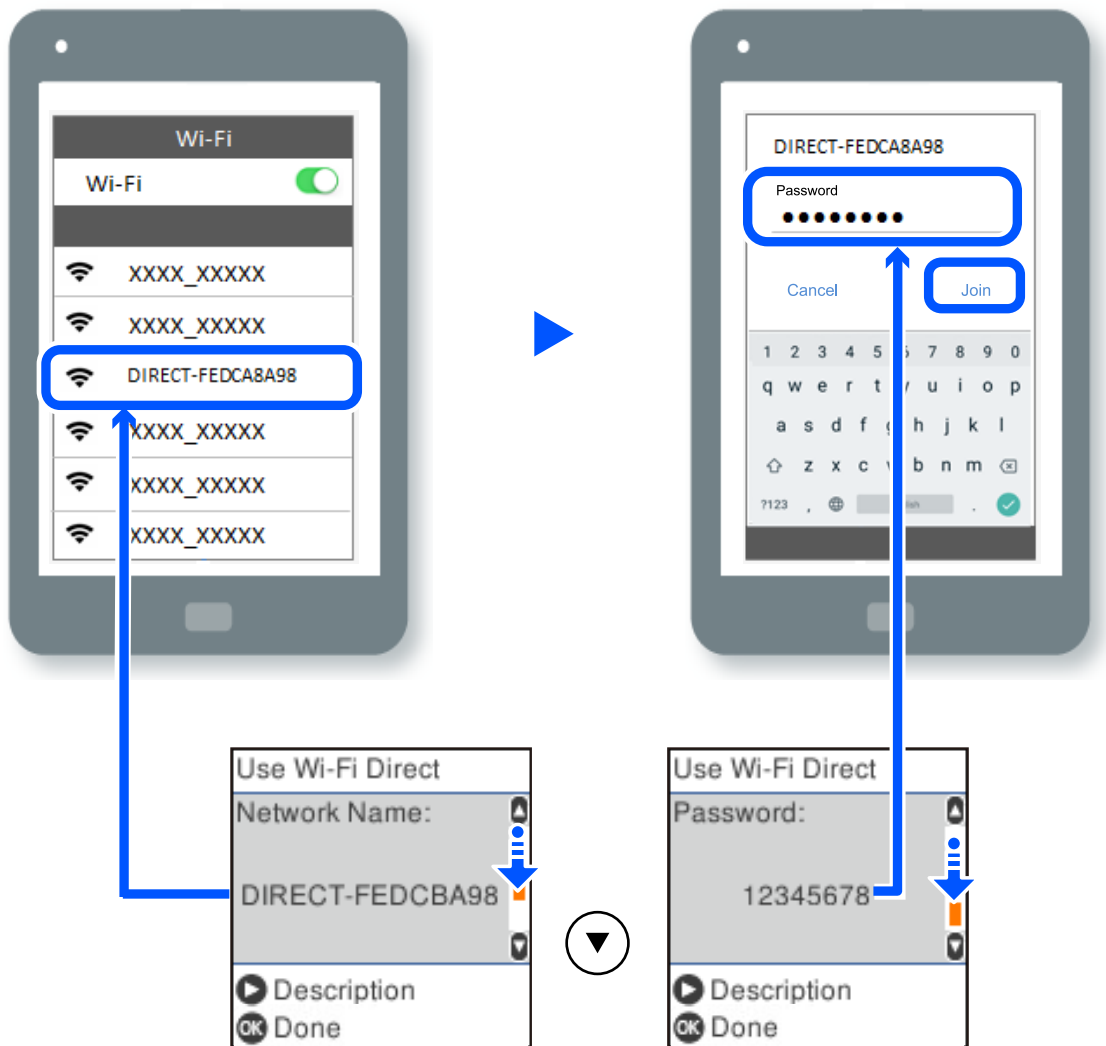 Wi-Fi
Wi-Fi
XXXX_XXXXX
XXXX_XXXXX
DIRECT-FEDCA8A98
XXXX_XXXXX
XXXX_XXXXX
XXXX_XXXXX
DIRECT-FEDCA8A98
Password
Cancel Join
1 2 3 4 5 7 8 9 0
q w e r t u i o p
a s d f h j k l
z x c b n m
?123 , .
Use Wi-Fi Direct
Network Name:
DIRECT-FEDCBA98
Description
OK Done
Use Wi-Fi Direct
Password:
12345678
Description
OK Done